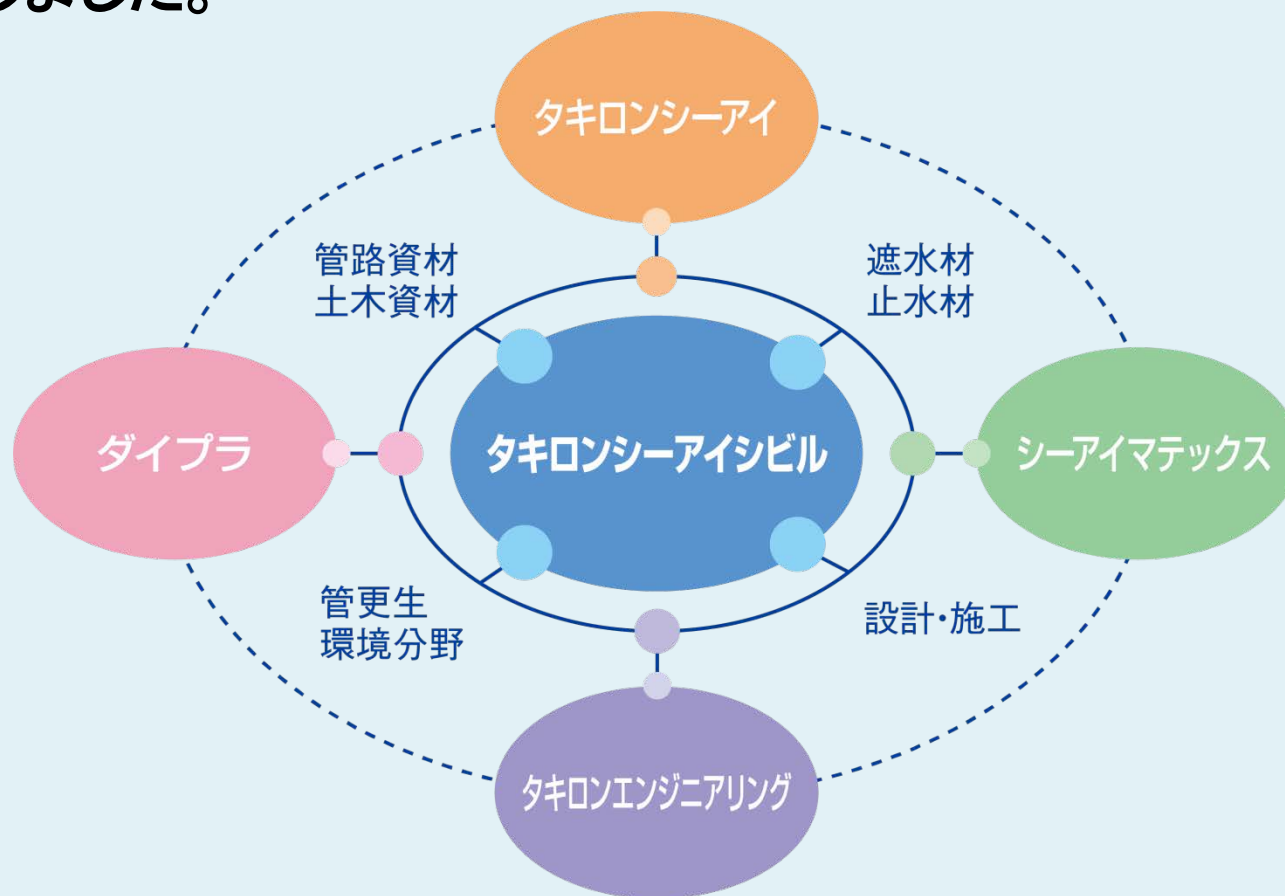 しました。
タキロンシーアイ
管路資材
土木資材
遮水材
止水材
ダイプラ
タキロンシーアイシビル
シーアイマテックス
管更生
環境分野
設計・施工
タキロンエンジニアリング